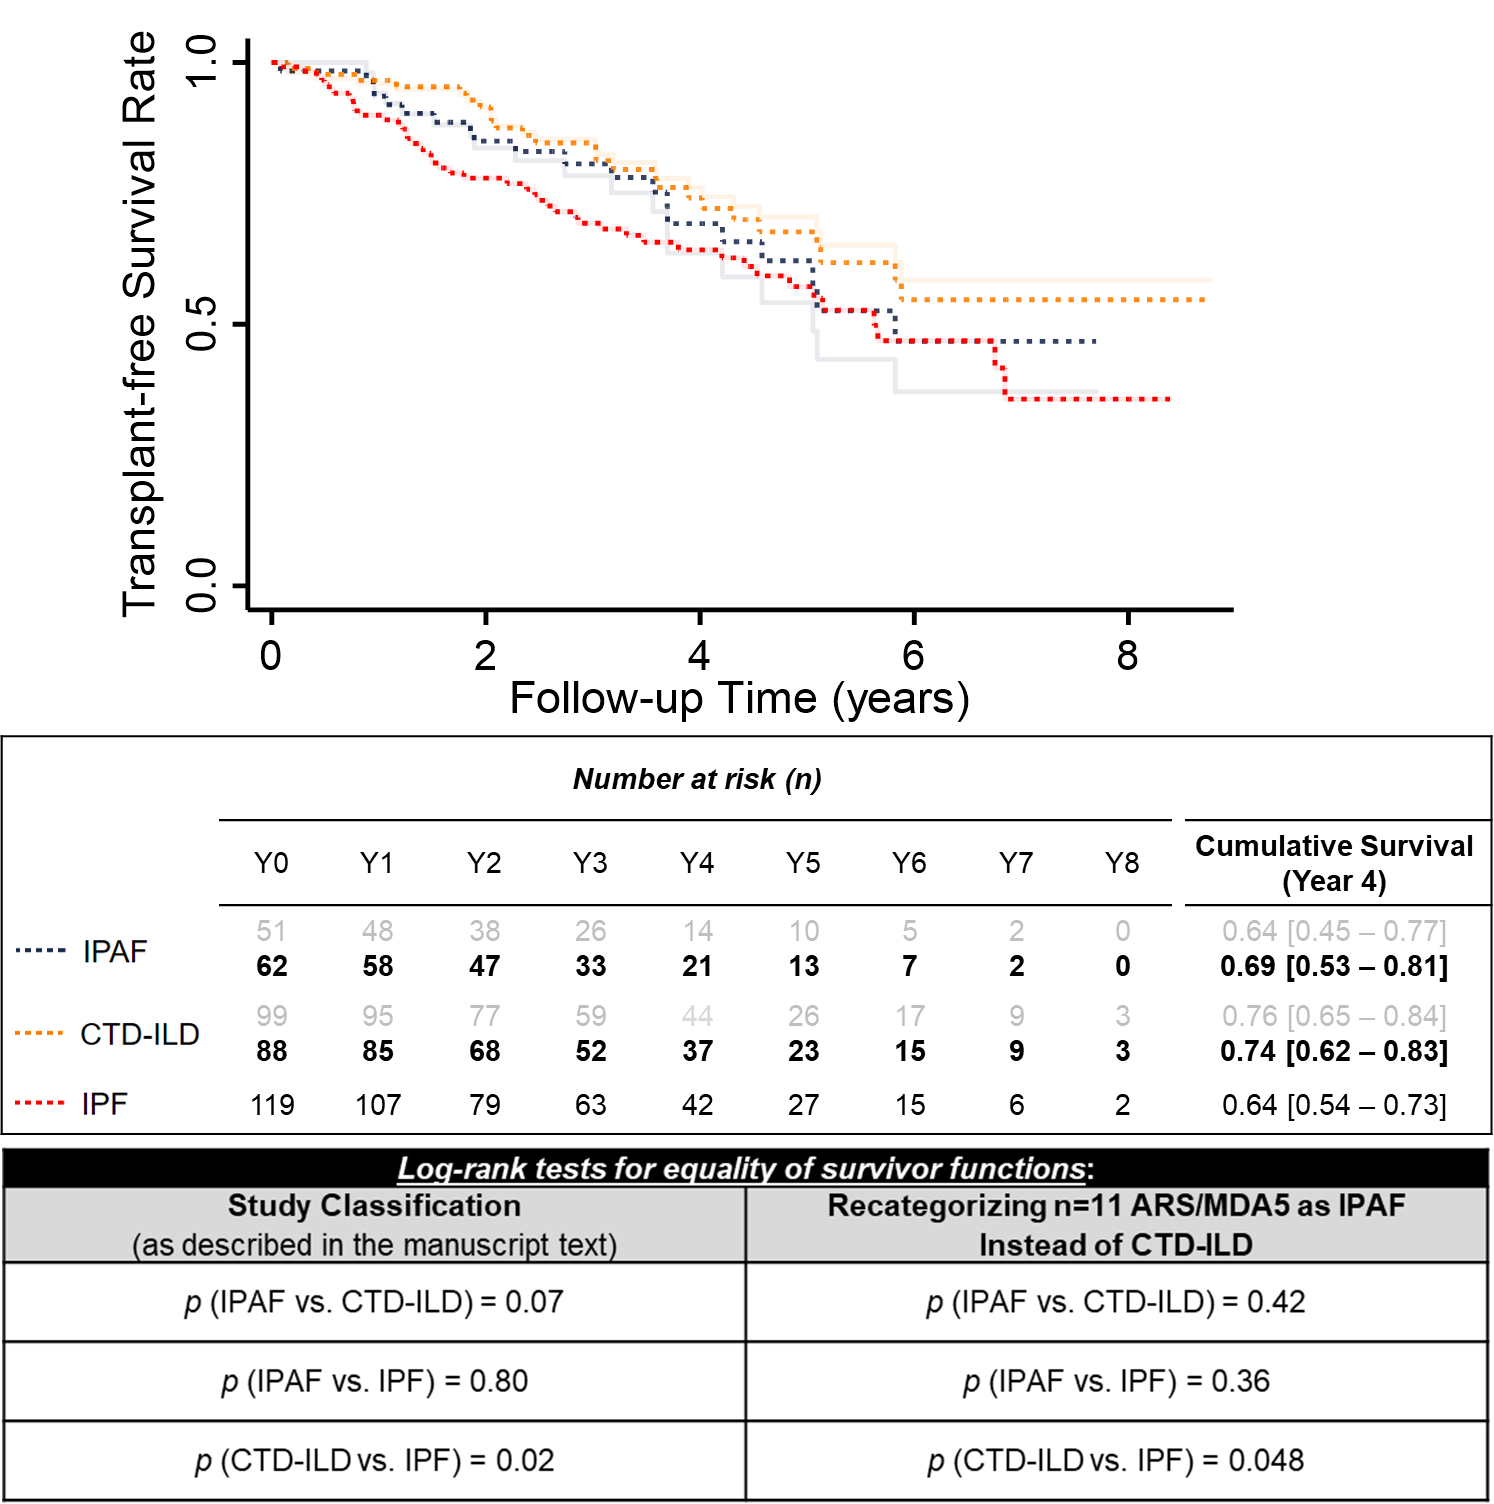 Transplant-free Survival Rate
1.0
0.5
0.0
0 2 4 6 8
Follow-up Time (years)
Number at risk (n)
Y0 Y1 Y2 Y3 Y4 Y5 Y6 Y7 Y8
Cumulative Survival
(Year 4)
IPAF
51 48 38 26 14 10 5 2 0 0.64 [0.45 – 0.77]
62 58 47 33 21 13 7 2 0 0.69 [0.53 – 0.81]
CTD-ILD
99 95 77 59 44 26 17 9 3 0.76 [0.65 – 0.84]
88 85 68 52 37 23 15 9 3 0.74 [0.62 – 0.83]
IPF 119 107 79 63 42 27 15 6 2 0.64 [0.54 – 0.73]
Log-rank tests for equality of survivor functions:
Study Classification
(as described in the manuscript text)
Recategorizing n=11 ARS/MDA5 as IPAF
Instead of CTD-ILD
p (IPAF vs. CTD-ILD) = 0.07
p (IPAF vs. CTD-ILD) = 0.42
p (IPAF vs. IPF) = 0.80
p (IPAF vs. IPF) = 0.36
p (CTD-ILD vs. IPF) = 0.02
p (CTD-ILD vs. IPF) = 0.048